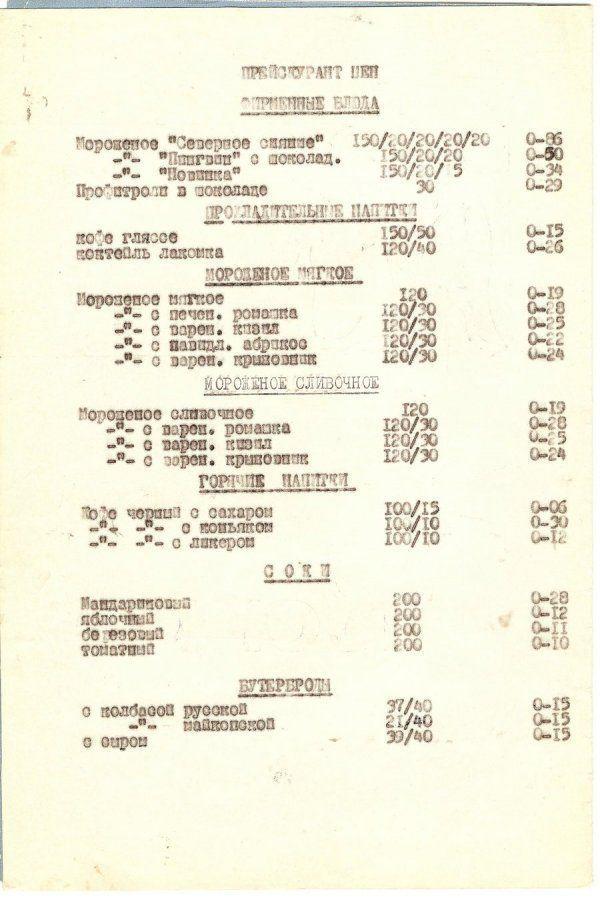 ПРЕЙСКУРАНТ ЦЕН
ФИРМЕННЫЕ БЛЮДА
Мороженое "Северное сияние" 150/20/20/20/20 0-86
-"- "Пингвин" с шоколад. 150/20/20 0-50
-"- "Новинка" 150/20/ 5 0-34
Профитроли в шоколаде 30 0-29
ПРОХЛАДИТЕЛЬНЫЕ НАПИТКИ
кофе гляссе 150/50 0-15
коктейль лакомка 120/40 0-26
МОРОЖЕНОЕ МЯГКОЕ
Мороженое мягкое 120 0-19
-"- с печен. ромашка 120/30 0-28
-"- с варен. кизил 120/30 0-25
-"- с павидл. абрикос 120/30 0-22
-"- с варен. крыжовник 120/30 0-24
МОРОЖЕНОЕ СЛИВОЧНОЕ
Мороженое сливочное 120 0-19
-"- с варен. ромашка 120/30 0-28
-"- с варен. кизил 120/30 0-25
-"- с варен. крыжовник 120/30 0-24
ГОРЯЧИЕ НАПИТКИ
Кофе черный с сахаром 100/15 0-06
-"- -"- с коньяком 100/10 0-30
-"- -"- с ликером 100/10 0-12
С О К И
Мандариновый 200 0-28
яблочный 200 0-12
березовый 200 0-11
томатный 200 0-10
БУТЕРБРОДЫ
с колбасой русской 37/40 0-15
-"- майкопской 21/40 0-15
с сыром 39/40 0-15